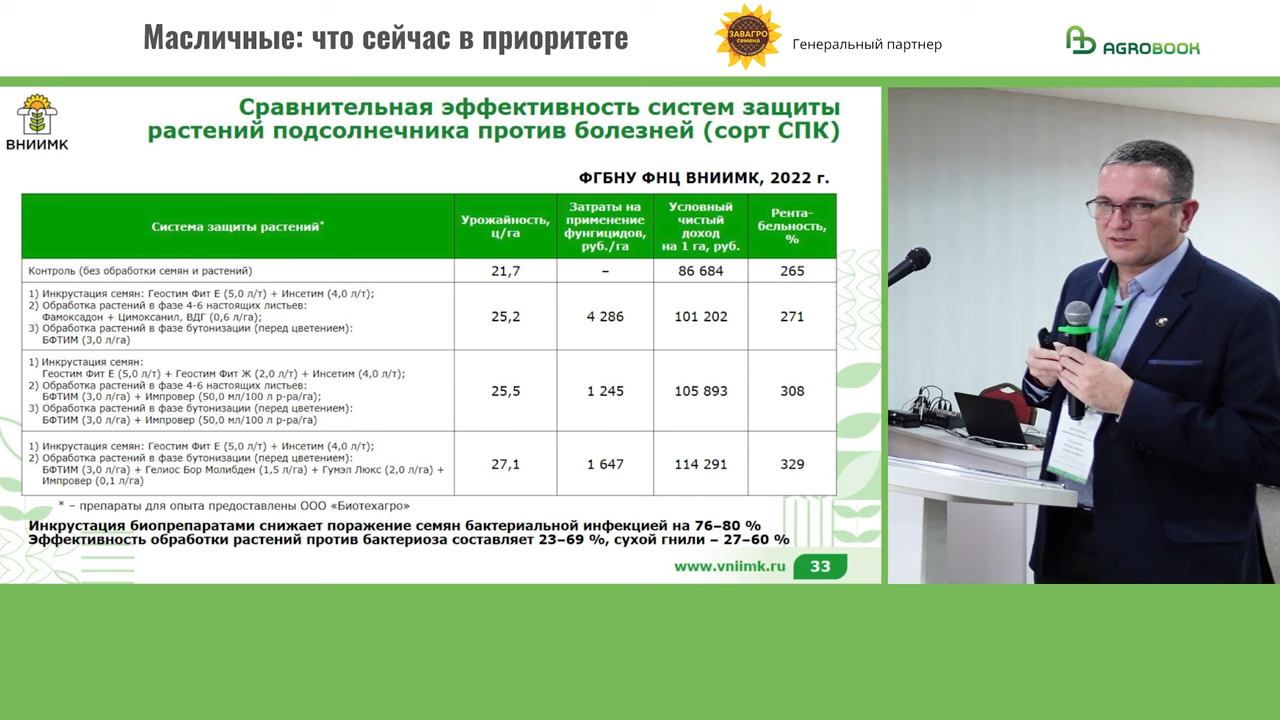 Масличные: что сейчас в приоритете
ЗАВАГРО
семена
Генеральный партнер
AGROBOOK
ВНИИМК
Сравнительная эффективность систем защиты
растений подсолнечника против болезней (сорт СПК)
ФГБНУ ФНЦ ВНИИМК, 2022 г.
Система защиты растений*
Урожайность,
ц/га
Затраты на
применение
фунгицидов,
руб./га
Условный
чистый
доход
на 1 га, руб.
Рента-
бельность,
%
Контроль (без обработки семян и растений)
21,7
–
86 684
265
1) Инкрустация семян: Геостим Фит Е (5,0 л/т) + Инсетим (4,0 л/т);
2) Обработка растений в фазе 4-6 настоящих листьев:
Фамоксадон + Цимоксанил, ВДГ (0,6 л/га);
3) Обработка растений в фазе бутонизации (перед цветением):
БФТИМ (3,0 л/га)
25,2
4 286
101 202
271
1) Инкрустация семян:
Геостим Фит Е (5,0 л/т) + Геостим Фит Ж (2,0 л/т) + Инсетим (4,0 л/т);
2) Обработка растений в фазе 4-6 настоящих листьев:
БФТИМ (3,0 л/га) + Импровер (50,0 мл/100 л р-ра/га);
3) Обработка растений в фазе бутонизации (перед цветением):
БФТИМ (3,0 л/га) + Импровер (50,0 мл/100 л р-ра/га)
25,5
1 245
105 893
308
1) Инкрустация семян: Геостим Фит Е (5,0 л/т) + Инсетим (4,0 л/т);
2) Обработка растений в фазе бутонизации (перед цветением):
БФТИМ (3,0 л/га) + Гелиос Бор Молибден (1,5 л/га) + Гумэл Люкс (2,0 л/га) +
Импровер (0,1 л/га)
27,1
1 647
114 291
329
* – препараты для опыта предоставлены ООО «Биотехагро»
Инкрустация биопрепаратами снижает поражение семян бактериальной инфекцией на 76–80 %
Эффективность обработки растений против бактериоза составляет 23–69 %, сухой гнили – 27–60 %
www.vniimk.ru
33